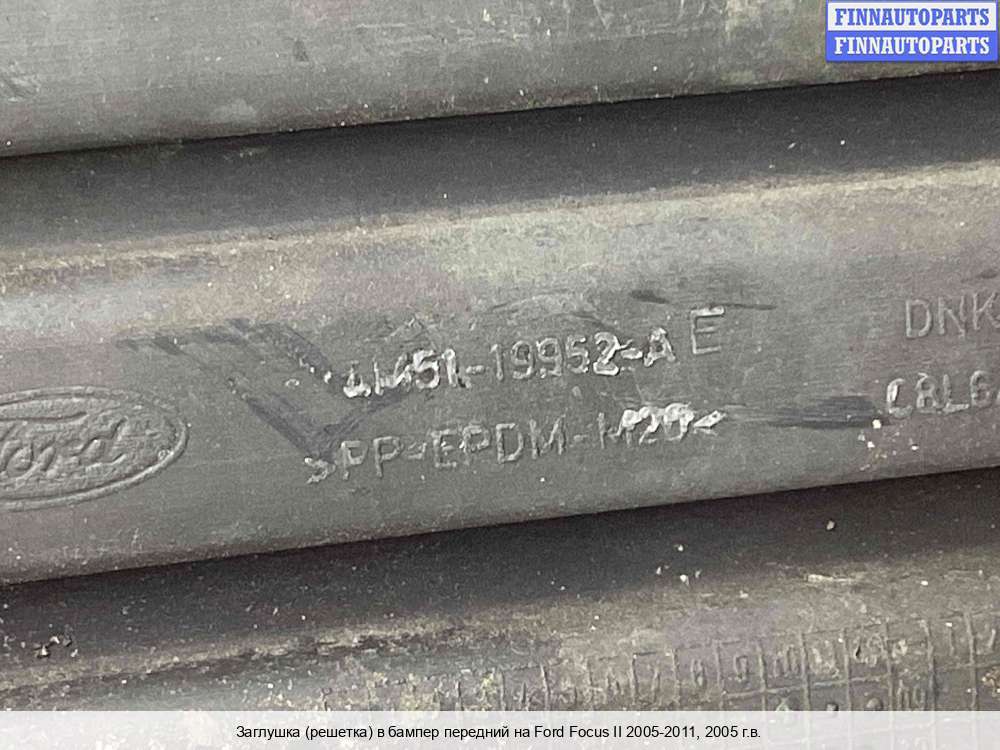 FINNAUTOPARTS
FINNAUTOPARTS
4M51-19952-A E
>PP+EPDM-M20<
Ford
DNK
Заглушка (решетка) в бампер передний на Ford Focus II 2005-2011, 2005 г.в.